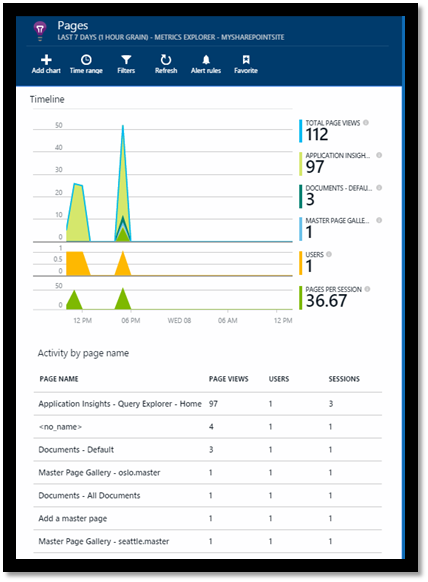 Pages
LAST 7 DAYS (1 HOUR GRAIN) - METRICS EXPLORER - MYSHAREPOINTSITE
Add chart Time range Filters Refresh Alert rules Favorite
Timeline
50
40
30
20
10
0
1
0.5
0
50
0
12 PM 06 PM WED 08 06 AM 12 PM
TOTAL PAGE VIEWS
112
APPLICATION INSIGH...
97
DOCUMENTS - DEFAU...
3
MASTER PAGE GALLE...
1
USERS
1
PAGES PER SESSION
36.67
Activity by page name
PAGE NAME PAGE VIEWS USERS SESSIONS
Application Insights - Query Explorer - Home 97 1 3
<no_name> 4 1 1
Documents - Default 3 1 1
Master Page Gallery - oslo.master 1 1 1
Documents - All Documents 1 1 1
Add a master page 1 1 1
Master Page Gallery - seattle.master 1 1 1